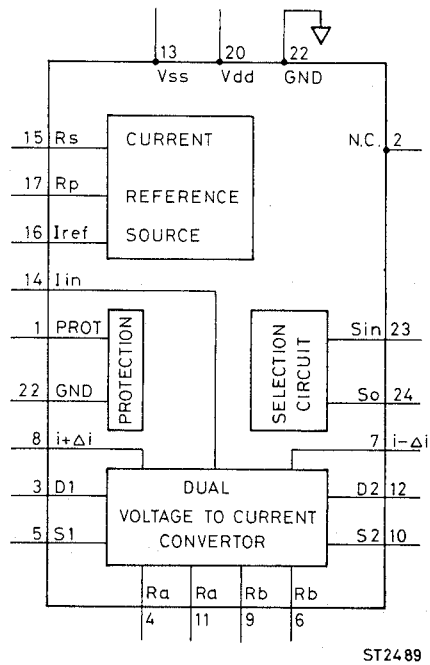 13 20 22
Vss Vdd GND
15 Rs CURRENT
N.C. 2
17 Rp REFERENCE
16 Iref SOURCE
14 Iin
1 PROT
PROTECTION
SELECTION
CIRCUIT
Sin 23
22 GND
So 24
8 i+Δi
7 i-Δi
3 D1 DUAL D2 12
VOLTAGE TO CURRENT
5 S1 CONVERTOR S2 10
Ra Ra Rb Rb
4 11 9 6
ST2489